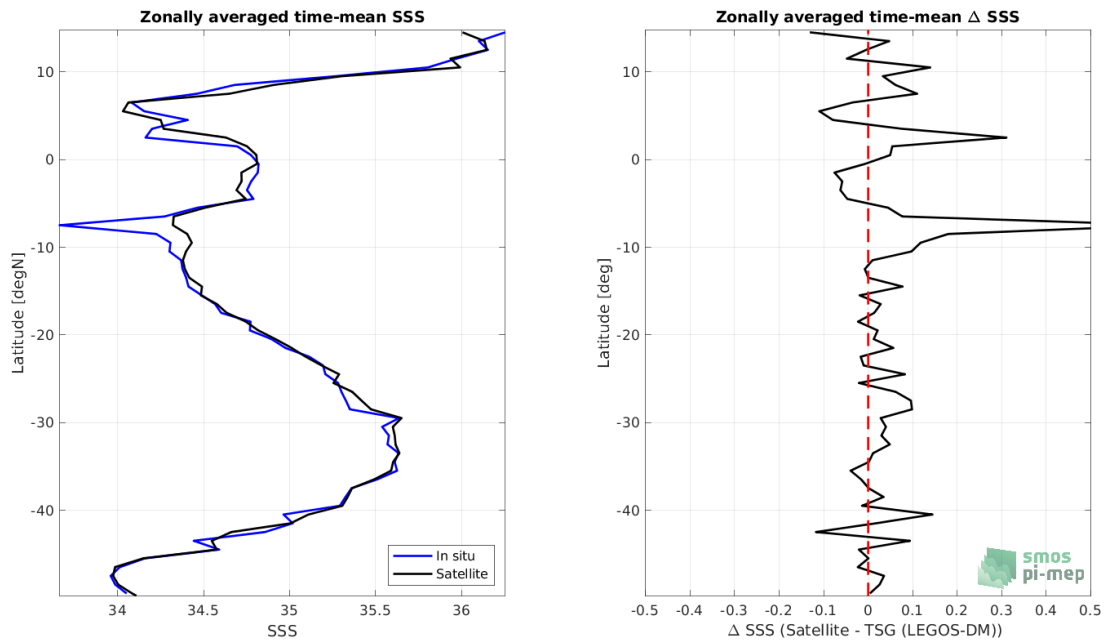 Zonally averaged time-mean SSS
10
0
-10
-20
-30
-40
Latitude [degN]
34
34.5
35
35.5
36
SSS
In situ
Satellite
Zonally averaged time-mean Δ SSS
10
0
-10
-20
-30
-40
Latitude [deg]
-0.5
-0.4
-0.3
-0.2
-0.1
0
0.1
0.2
0.3
0.4
0.5
Δ SSS (Satellite - TSG (LEGOS-DM))
smos
pi-mep